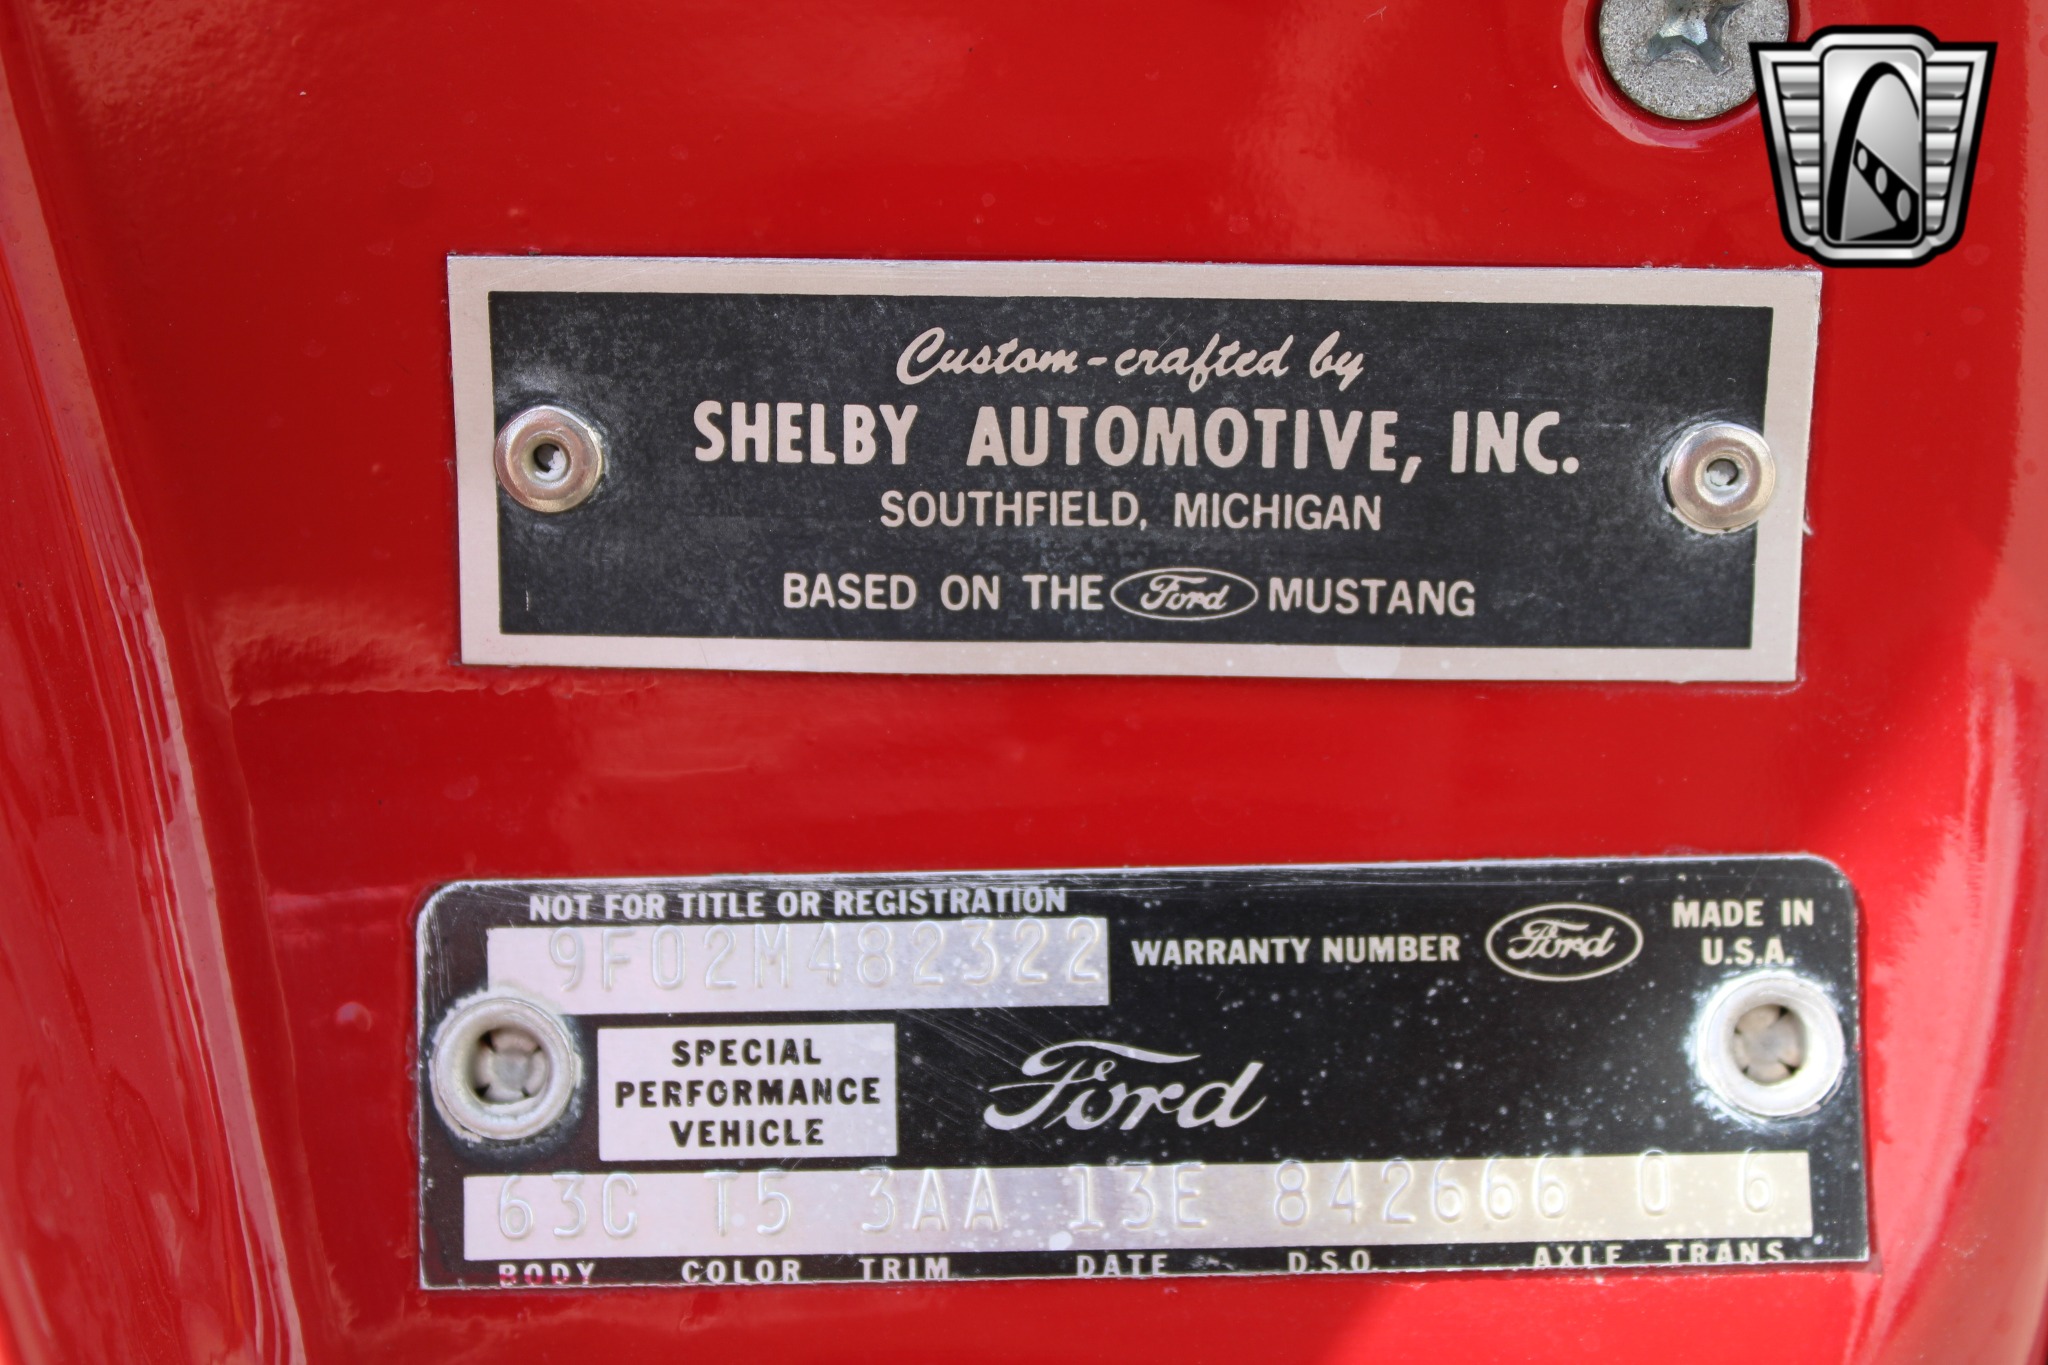 Custom-crafted by
SHELBY AUTOMOTIVE, INC.
SOUTHFIELD, MICHIGAN
BASED ON THE Ford MUSTANG
NOT FOR TITLE OR REGISTRATION
9F02M482322 WARRANTY NUMBER Ford MADE IN
U.S.A.
SPECIAL
PERFORMANCE
VEHICLE
Ford
63C T5 3AA 13E 842666 O 6
BODY COLOR TRIM DATE D.S.O. AXLE TRANS